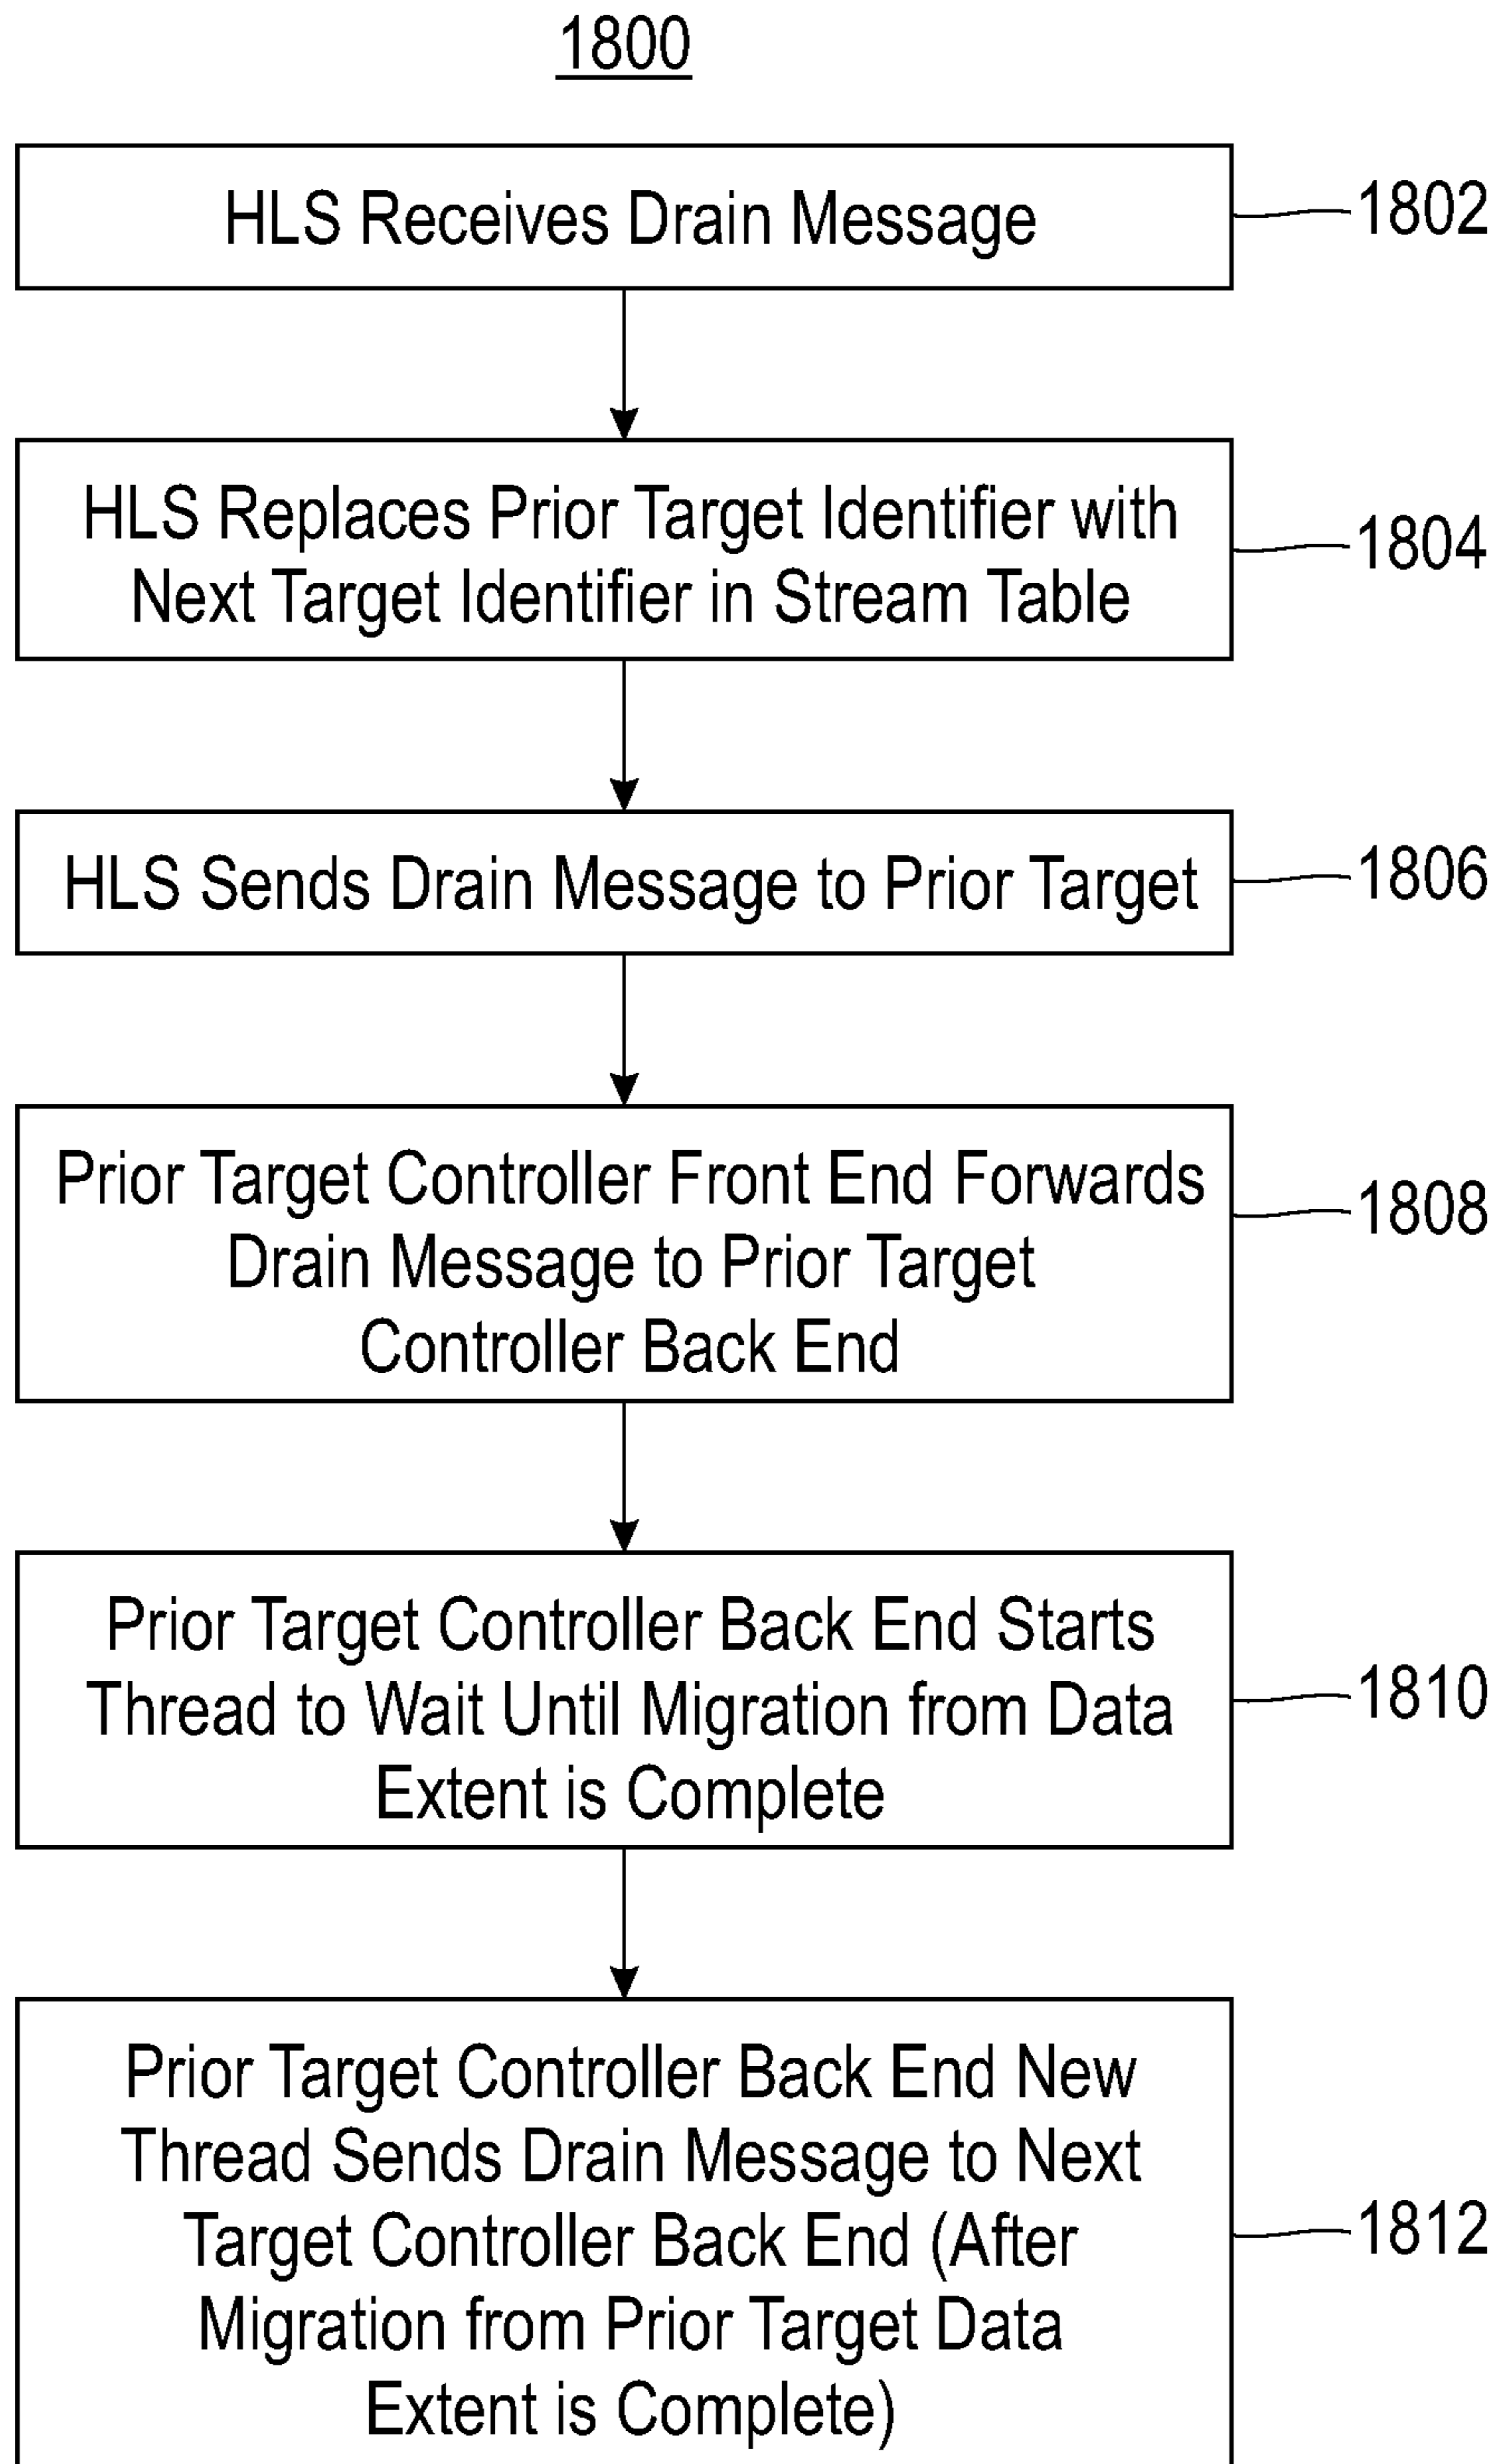 1800
HLS Receives Drain Message
1802
HLS Replaces Prior Target Identifier with
Next Target Identifier in Stream Table
1804
HLS Sends Drain Message to Prior Target
1806
Prior Target Controller Front End Forwards
Drain Message to Prior Target
Controller Back End
1808
Prior Target Controller Back End Starts
Thread to Wait Until Migration from Data
Extent is Complete
1810
Prior Target Controller Back End New
Thread Sends Drain Message to Next
Target Controller Back End (After
Migration from Prior Target Data
Extent is Complete)
1812